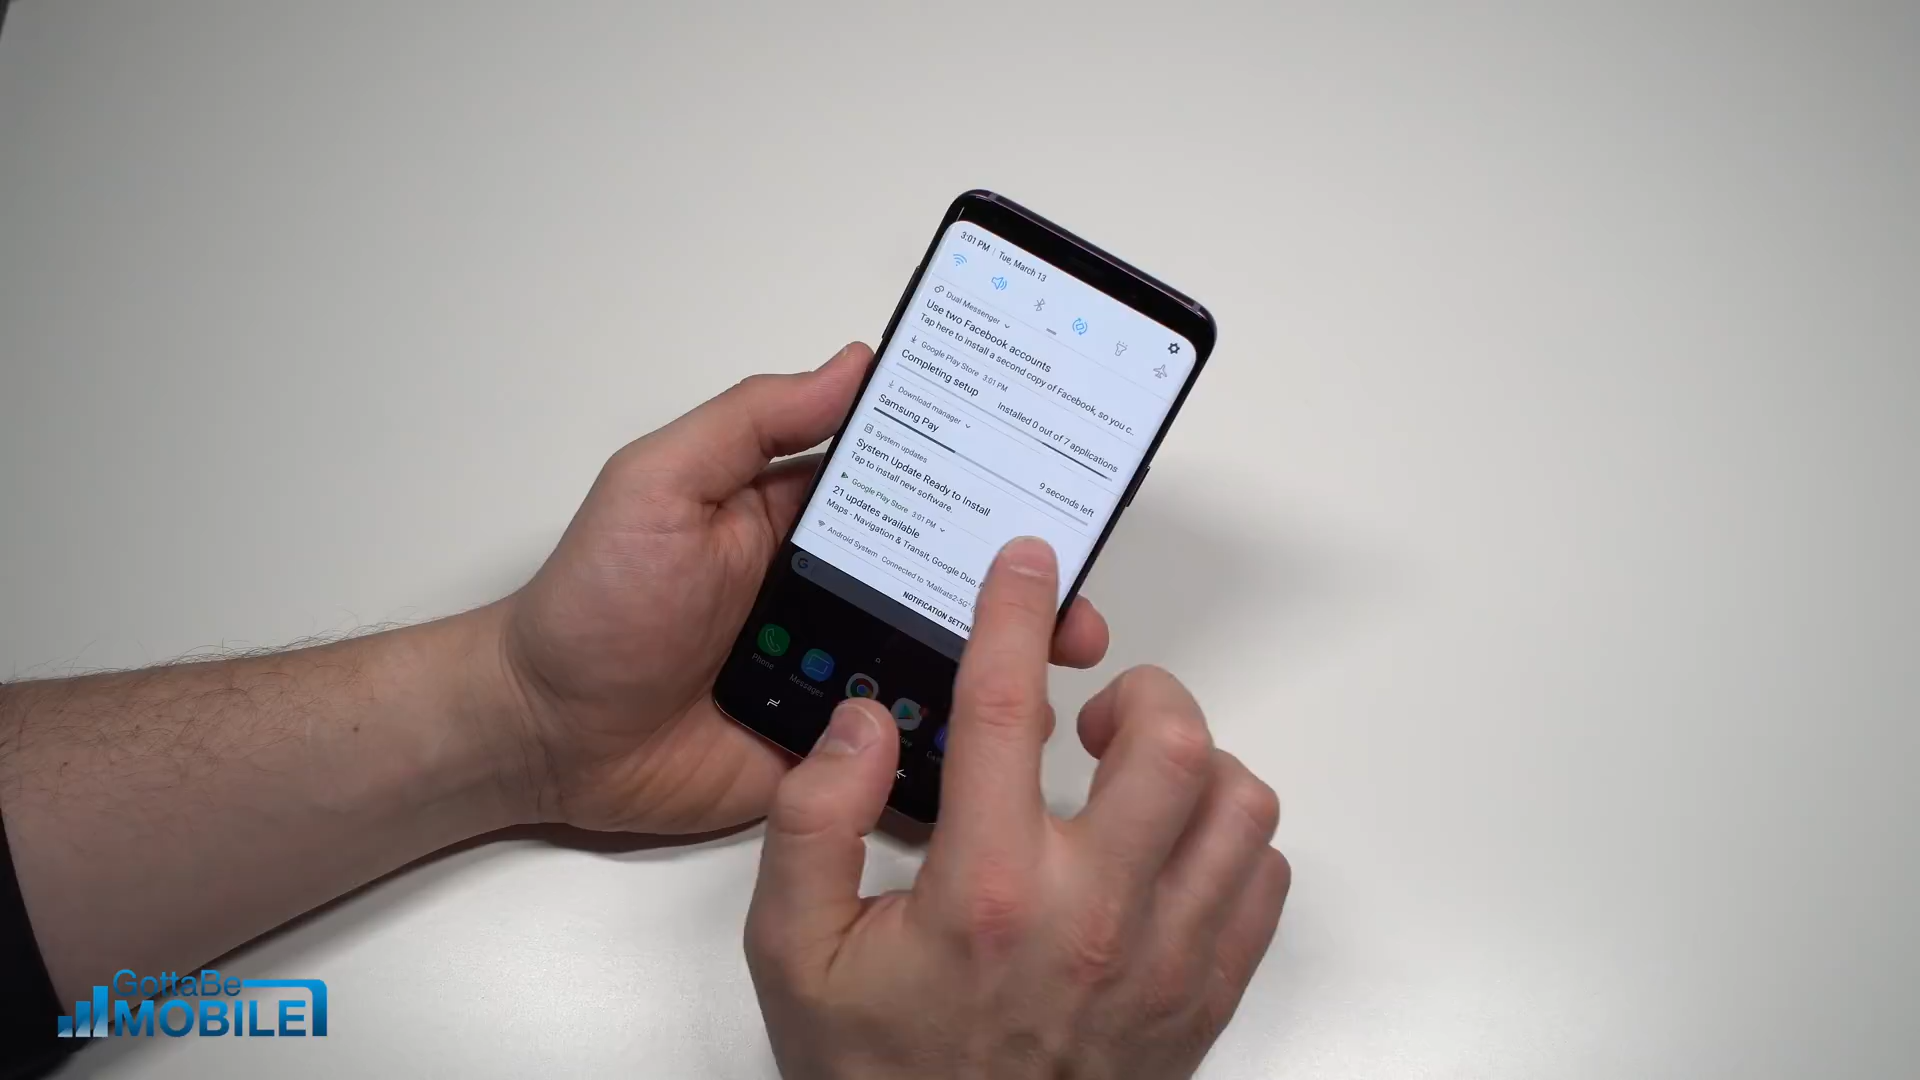 3:01 PM | Tue, March 13
Dual Messenger
Use two Facebook accounts
Tap here to install a second copy of Facebook, so you c..
Google Play Store 3:01 PM
Completing setup
Installed 0 out of 7 applications
Download manager
Samsung Pay
9 seconds left
System updates
System Update Ready to Install
Tap to install new software.
Google Play Store 3:01 PM
21 updates available
Maps - Navigation & Transit, Google Duo,
Android System Connected to "Mallrats2-5G"
NOTIFICATION SETTIN
G
Phone
Messages
GottaBe
MOBILE